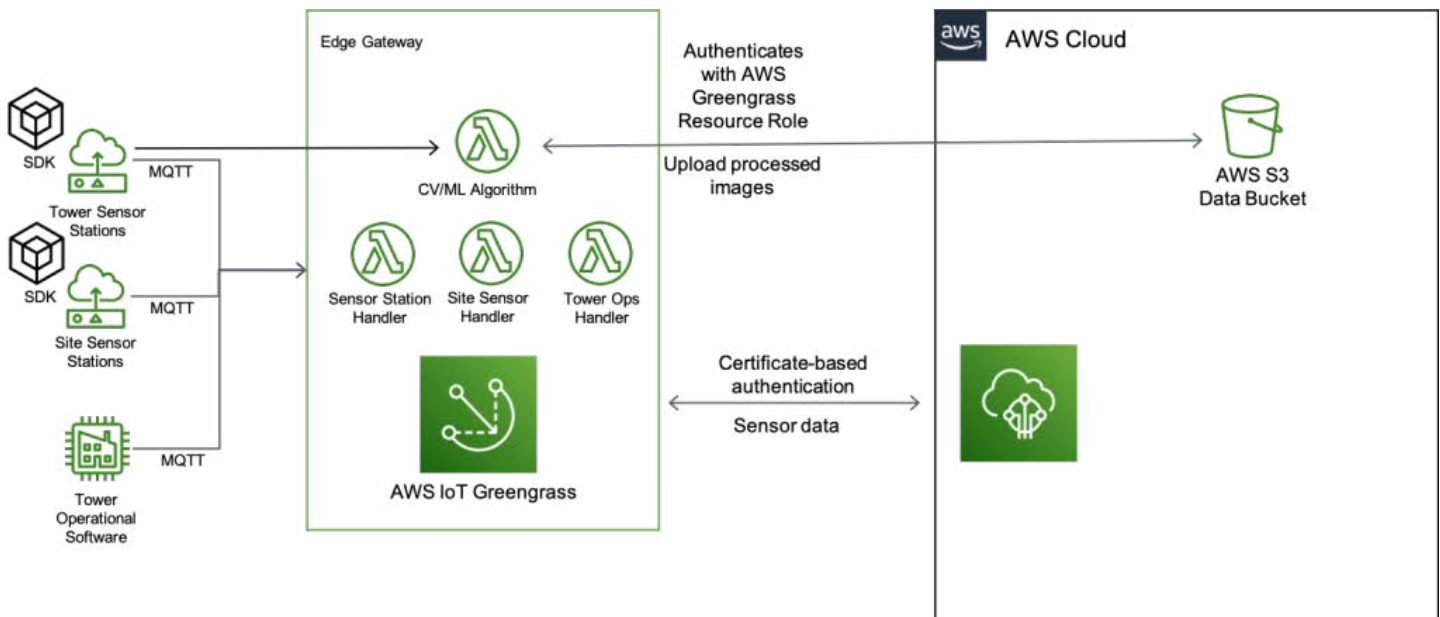 Edge Gateway
aws
AWS Cloud
Authenticates
with AWS
Greengrass
Resource Role
Upload processed
images
SDK
MQTT
Tower Sensor
Stations
CV/ML Algorithm
AWS S3
Data Bucket
SDK
MQTT
Site Sensor
Stations
Sensor Station
Handler
Site Sensor
Handler
Tower Ops
Handler
Certificate-based
authentication
Sensor data
MQTT
Tower
Operational
Software
AWS IoT Greengrass